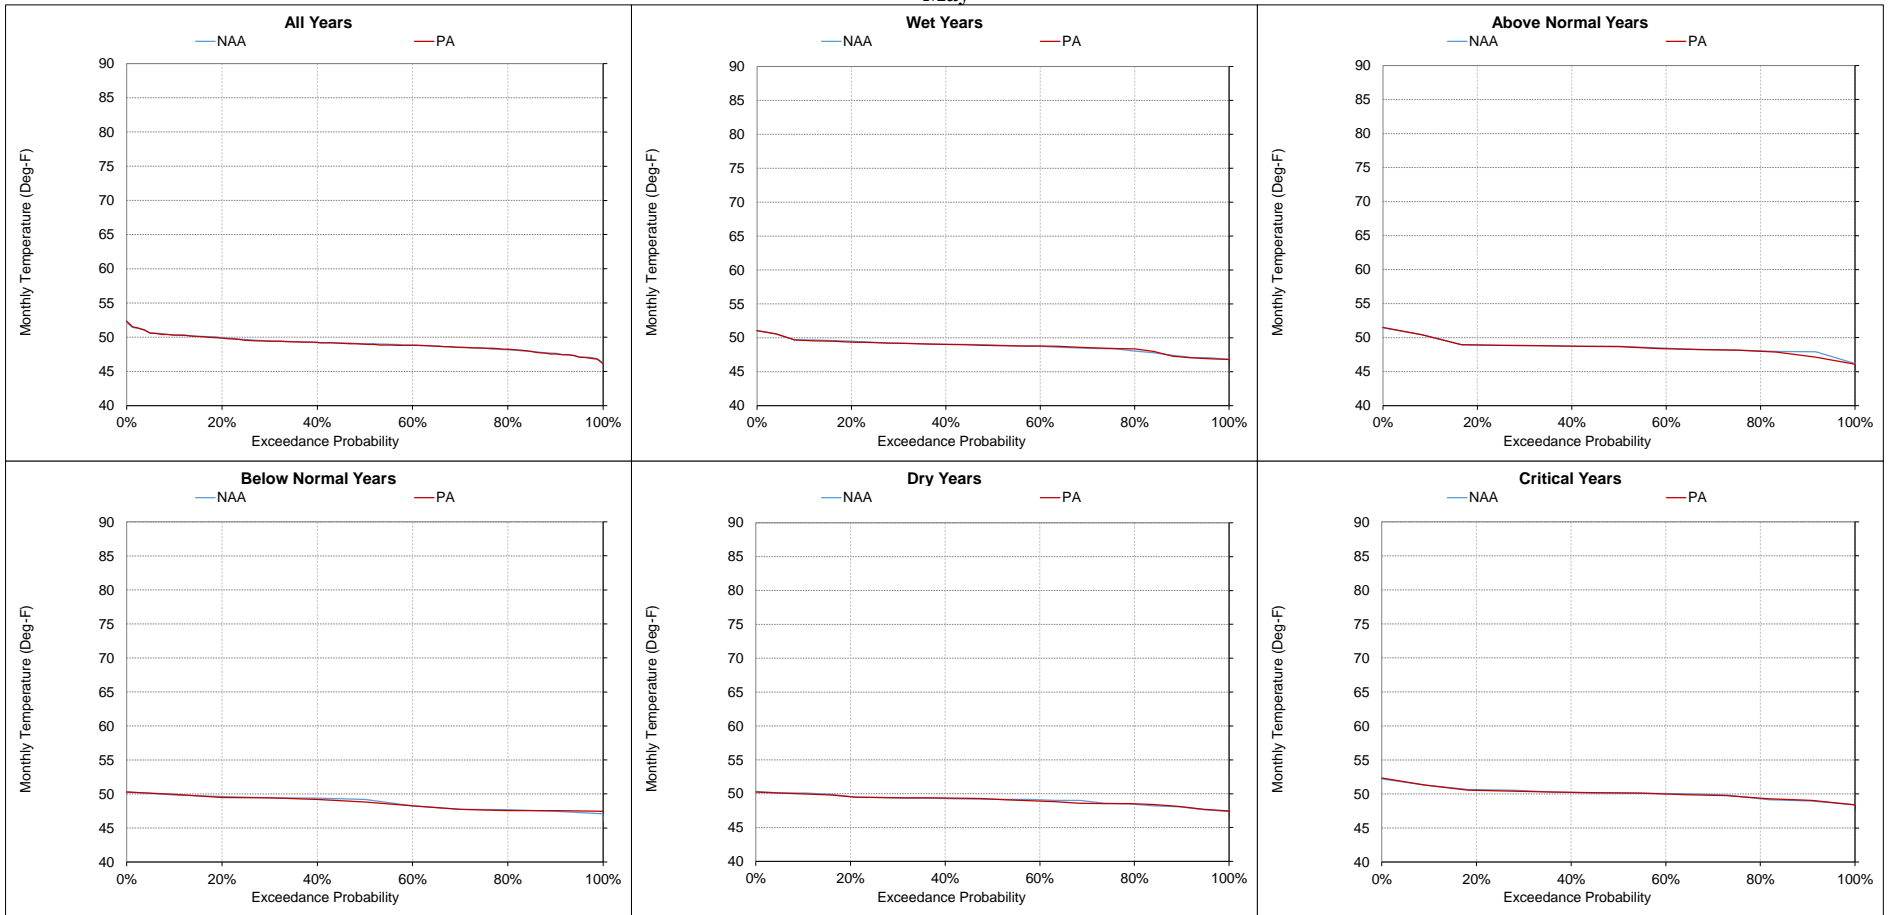 All Years
NAA PA
90
85
80
75
70
65
60
55
50
45
40
Monthly Temperature (Deg-F)
0% 20% 40% 60% 80% 100%
Exceedance Probability
Wet Years
NAA PA
90
85
80
75
70
65
60
55
50
45
40
Monthly Temperature (Deg-F)
0% 20% 40% 60% 80% 100%
Exceedance Probability
Above Normal Years
NAA PA
90
85
80
75
70
65
60
55
50
45
40
Monthly Temperature (Deg-F)
0% 20% 40% 60% 80% 100%
Exceedance Probability
Below Normal Years
NAA PA
90
85
80
75
70
65
60
55
50
45
40
Monthly Temperature (Deg-F)
0% 20% 40% 60% 80% 100%
Exceedance Probability
Dry Years
NAA PA
90
85
80
75
70
65
60
55
50
45
40
Monthly Temperature (Deg-F)
0% 20% 40% 60% 80% 100%
Exceedance Probability
Critical Years
NAA PA
90
85
80
75
70
65
60
55
50
45
40
Monthly Temperature (Deg-F)
0% 20% 40% 60% 80% 100%
Exceedance Probability